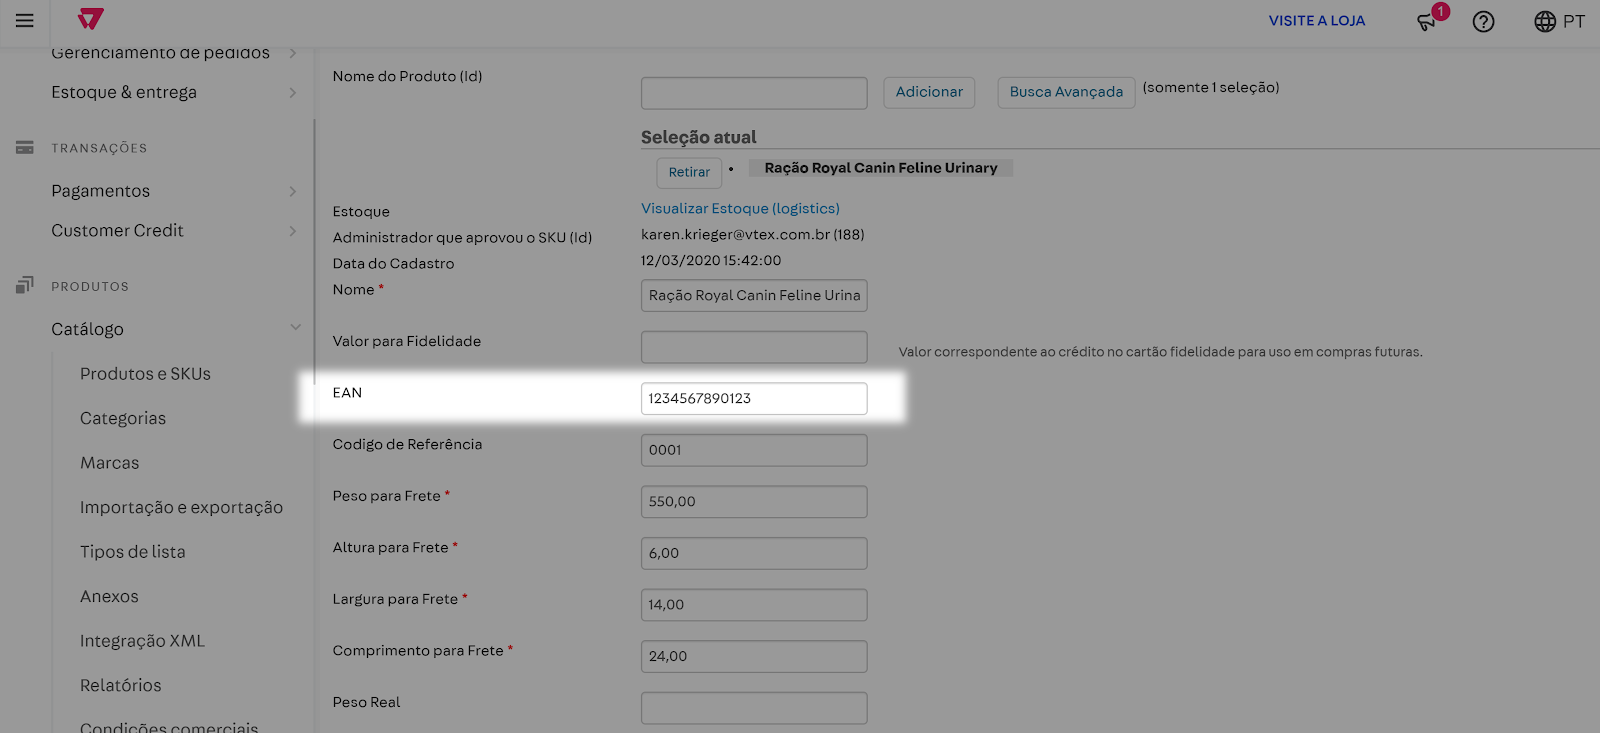 VISITE A LOJA
1
PT
Gerenciamento de pedidos
Estoque & entrega
TRANSAÇÕES
Pagamentos
Customer Credit
PRODUTOS
Catálogo
Produtos e SKUs
Categorias
Marcas
Importação e exportação
Tipos de lista
Anexos
Integração XML
Relatórios
Condições comerciais
Nome do Produto (Id)
Adicionar
Busca Avançada
(somente 1 seleção)
Seleção atual
Retirar
• Ração Royal Canin Feline Urinary
Estoque
Visualizar Estoque (logistics)
Administrador que aprovou o SKU (Id)
karen.krieger@vtex.com.br (188)
Data do Cadastro
12/03/2020 15:42:00
Nome *
Ração Royal Canin Feline Urina
Valor para Fidelidade
Valor correspondente ao crédito no cartão fidelidade para uso em compras futuras.
EAN
1234567890123
Codigo de Referência
0001
Peso para Frete *
550,00
Altura para Frete *
6,00
Largura para Frete *
14,00
Comprimento para Frete *
24,00
Peso Real